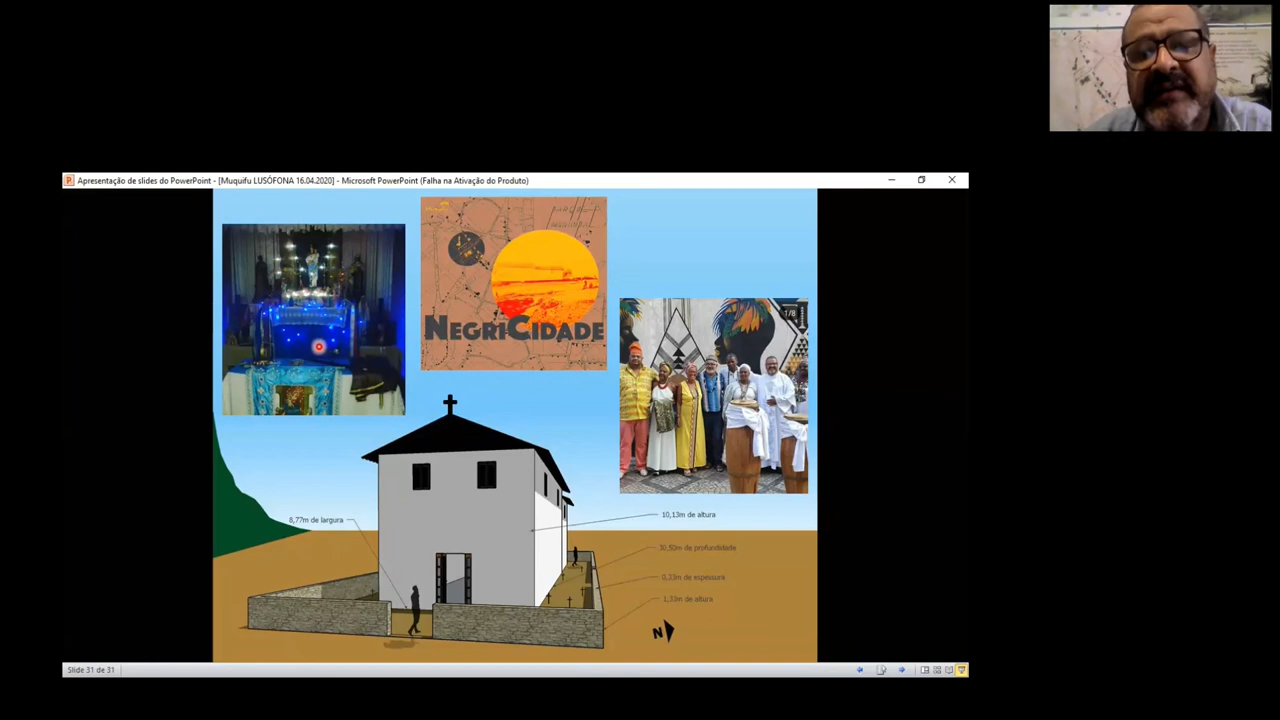 Apresentação de slides do PowerPoint - [Muquifu LUSÓFONA 16.04.2020] - Microsoft PowerPoint (Falha na Ativação do Produto)
NEGRICIDADE
1/8
8,77m de largura
10,13m de altura
30,50m de profundidade
0,33m de espessura
1,33m de altura
N
Slide 31 de 31